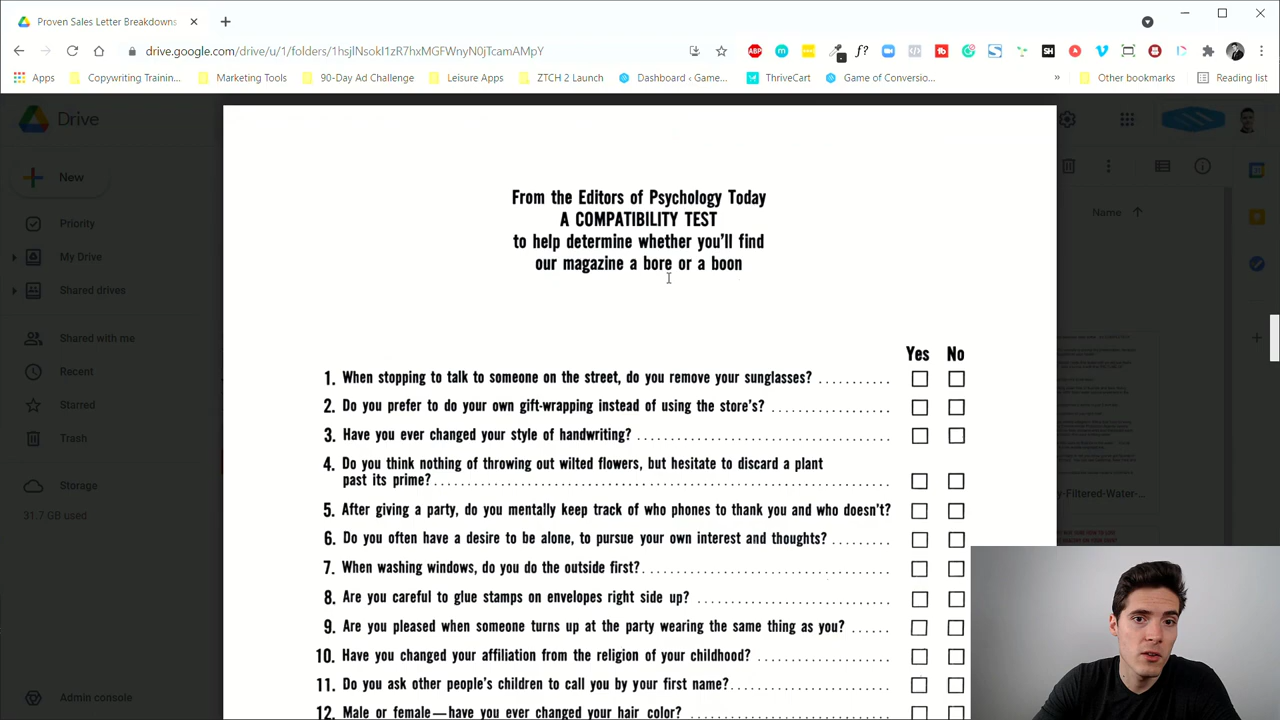 Proven Sales Letter Breakdowns
drive.google.com/drive/u/1/folders/1hsjlNsokI1zR7hxMGFWnyN0jTcamAMpY
Apps
Copywriting Trainin...
Marketing Tools
90-Day Ad Challenge
Leisure Apps
ZTCH 2 Launch
Dashboard ‹ Game...
ThriveCart
Game of Conversio...
»
Other bookmarks
Reading list
Drive
New
Priority
My Drive
Shared drives
Shared with me
Recent
Starred
Trash
Storage
31.7 GB used
Admin console
Name
y-Filtered-Water-...
From the Editors of Psychology Today
A COMPATIBILITY TEST
to help determine whether you'll find
our magazine a bore or a boon
Yes No
1. When stopping to talk to someone on the street, do you remove your sunglasses? ..........
2. Do you prefer to do your own gift-wrapping instead of using the store's? ................
3. Have you ever changed your style of handwriting? ..................................
4. Do you think nothing of throwing out wilted flowers, but hesitate to discard a plant
past its prime? ................................................................
5. After giving a party, do you mentally keep track of who phones to thank you and who doesn't?
6. Do you often have a desire to be alone, to pursue your own interest and thoughts? ........
7. When washing windows, do you do the outside first? ..................................
8. Are you careful to glue stamps on envelopes right side up? ...........................
9. Are you pleased when someone turns up at the party wearing the same thing as you? ......
10. Have you changed your affiliation from the religion of your childhood? ..................
11. Do you ask other people's children to call you by your first name? ......................
12. Male or female—have you ever changed your hair color? .............................